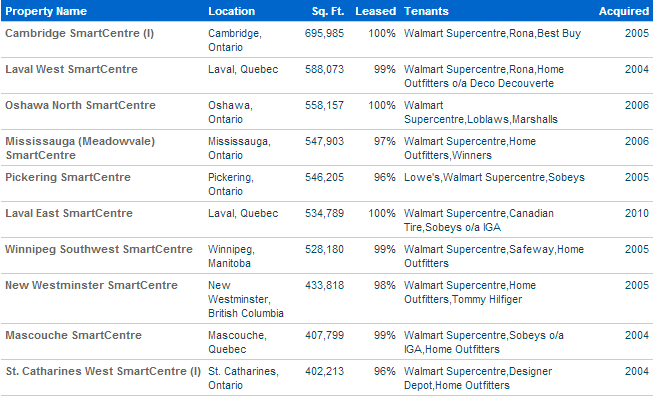 Property Name Location Sq. Ft. Leased Tenants Acquired
Cambridge SmartCentre (I) Cambridge, 695,985 100% Walmart Supercentre,Rona,Best Buy 2005
Ontario
Laval West SmartCentre Laval, Quebec 588,073 99% Walmart Supercentre,Rona,Home 2004
Outfitters o/a Deco Decouverte
Oshawa North SmartCentre Oshawa, 558,157 100% Walmart 2006
Ontario Supercentre,Loblaws,Marshalls
Mississauga (Meadowvale) Mississauga, 547,903 97% Walmart Supercentre,Home 2006
SmartCentre Ontario Outfitters,Winners
Pickering SmartCentre Pickering, 546,205 96% Lowe's,Walmart Supercentre,Sobeys 2005
Ontario
Laval East SmartCentre Laval, Quebec 534,789 100% Walmart Supercentre,Canadian 2010
Tire,Sobeys o/a IGA
Winnipeg Southwest SmartCentre Winnipeg, 528,180 99% Walmart Supercentre,Safeway,Home 2005
Manitoba Outfitters
New Westminster SmartCentre New 433,818 98% Walmart Supercentre,Home 2005
Westminster, Outfitters,Tommy Hilfiger
British Columbia
Mascouche SmartCentre Mascouche, 407,799 99% Walmart Supercentre,Sobeys o/a 2004
Quebec IGA,Home Outfitters
St. Catharines West SmartCentre (I) St. Catharines, 402,213 96% Walmart Supercentre,Designer 2004
Ontario Depot,Home Outfitters